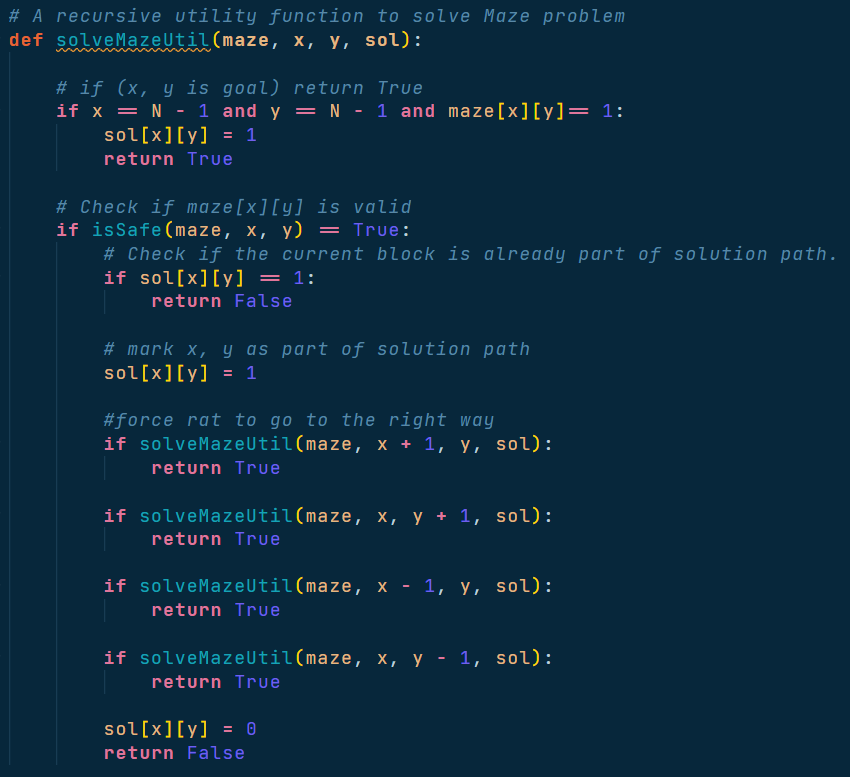 # A recursive utility function to solve Maze problem
def solveMazeUtil(maze, x, y, sol):
# if (x, y is goal) return True
if x == N - 1 and y == N - 1 and maze[x][y]== 1:
sol[x][y] = 1
return True
# Check if maze[x][y] is valid
if isSafe(maze, x, y) == True:
# Check if the current block is already part of solution path.
if sol[x][y] == 1:
return False
# mark x, y as part of solution path
sol[x][y] = 1
#force rat to go to the right way
if solveMazeUtil(maze, x + 1, y, sol):
return True
if solveMazeUtil(maze, x, y + 1, sol):
return True
if solveMazeUtil(maze, x - 1, y, sol):
return True
if solveMazeUtil(maze, x, y - 1, sol):
return True
sol[x][y] = 0
return False